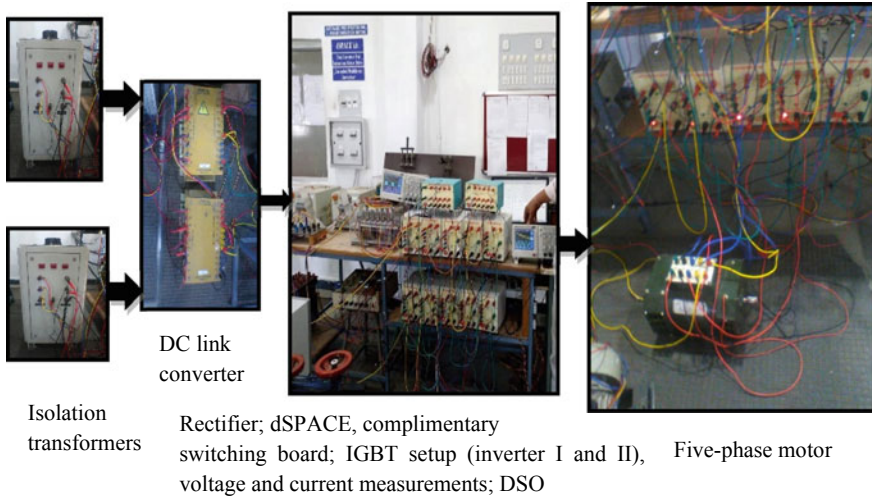 DC link
converter
Isolation
transformers
Rectifier; dSPACE, complimentary
switching board; IGBT setup (inverter I and II),
voltage and current measurements; DSO
Five-phase motor